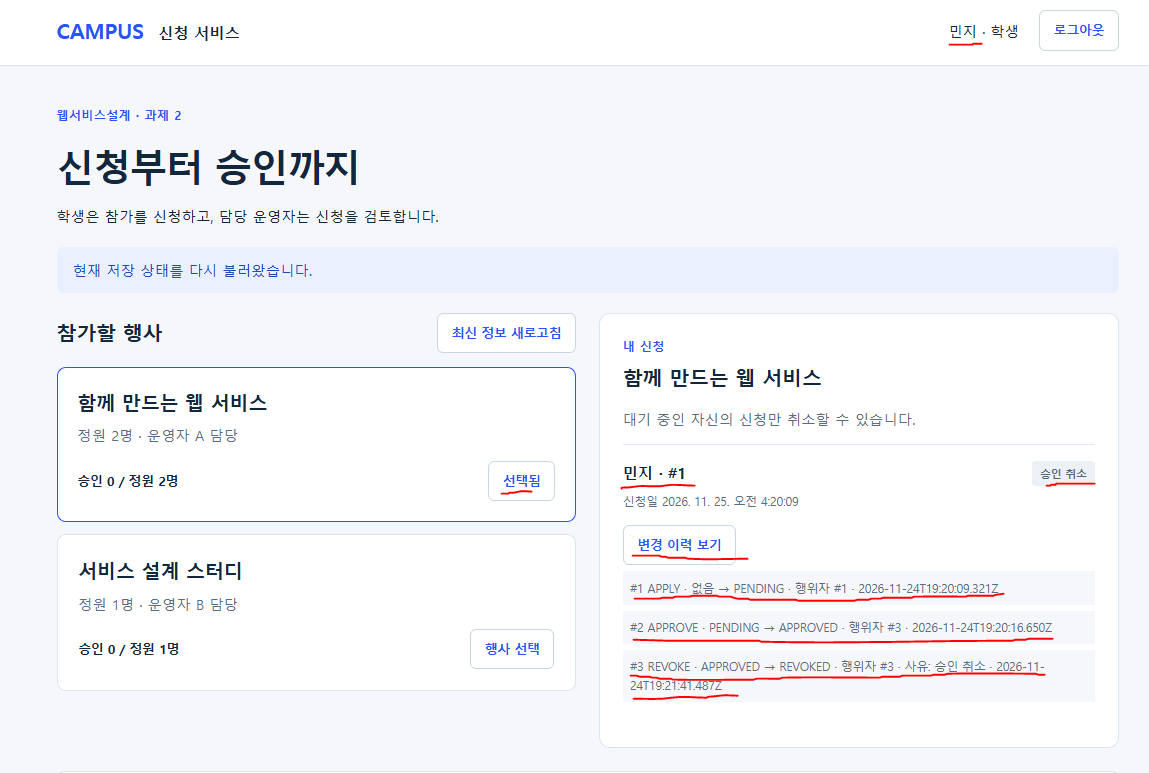 CAMPUS 신청 서비스
민지 · 학생
로그아웃
웹서비스설계 · 과제 2
신청부터 승인까지
학생은 참가를 신청하고, 담당 운영자는 신청을 검토합니다.
현재 저장 상태를 다시 불러왔습니다.
참가할 행사
최신 정보 새로고침
함께 만드는 웹 서비스
정원 2명 · 운영자 A 담당
승인 0 / 정원 2명
선택됨
서비스 설계 스터디
정원 1명 · 운영자 B 담당
승인 0 / 정원 1명
행사 선택
내 신청
함께 만드는 웹 서비스
대기 중인 자신의 신청만 취소할 수 있습니다.
민지 · #1
승인 취소
신청일 2026. 11. 25. 오전 4:20:09
변경 이력 보기
#1 APPLY · 없음 → PENDING · 행위자 #1 · 2026-11-24T19:20:09.321Z
#2 APPROVE · PENDING → APPROVED · 행위자 #3 · 2026-11-24T19:20:16.650Z
#3 REVOKE · APPROVED → REVOKED · 행위자 #3 · 사유: 승인 취소 · 2026-11-
24T19:21:41.487Z